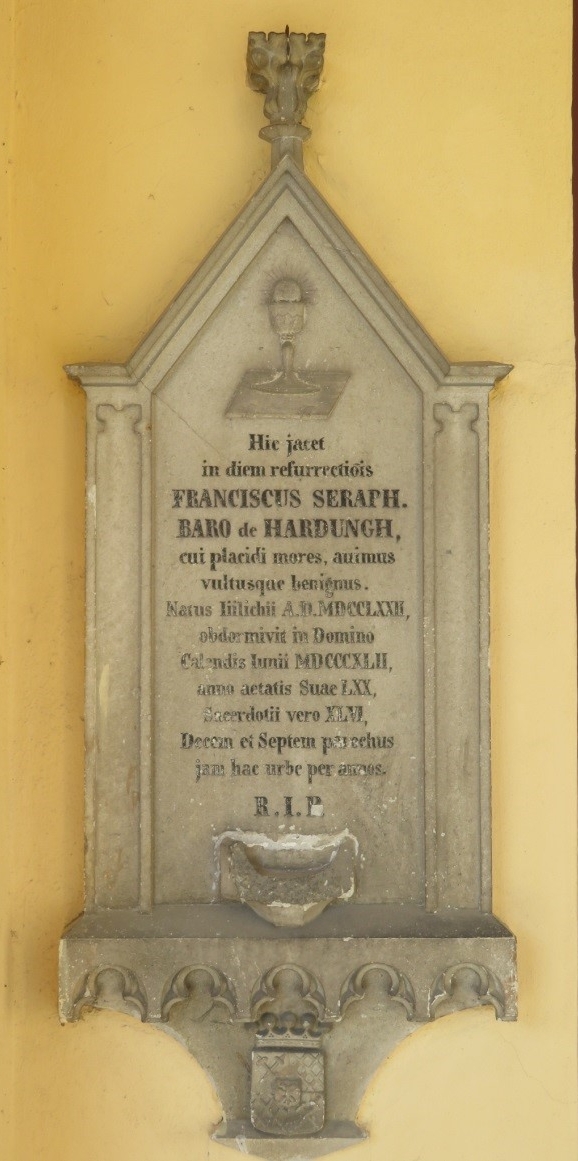 Hic jacet
in diem resurrectiois
FRANCISCUS SERAPH.
BARO de HARDUNGH,
cui placidi mores, animus
vultusque benignus.
Natus Iülichii A.D. MDCCLXXII,
obdormivit in Domino
Calendis Iunii MDCCCXLII,
anno aetatis Suae LXX,
Sacerdotii vero XLVI,
Decem et Septem parochus
jam hac urbe per annos.
R.I.P.